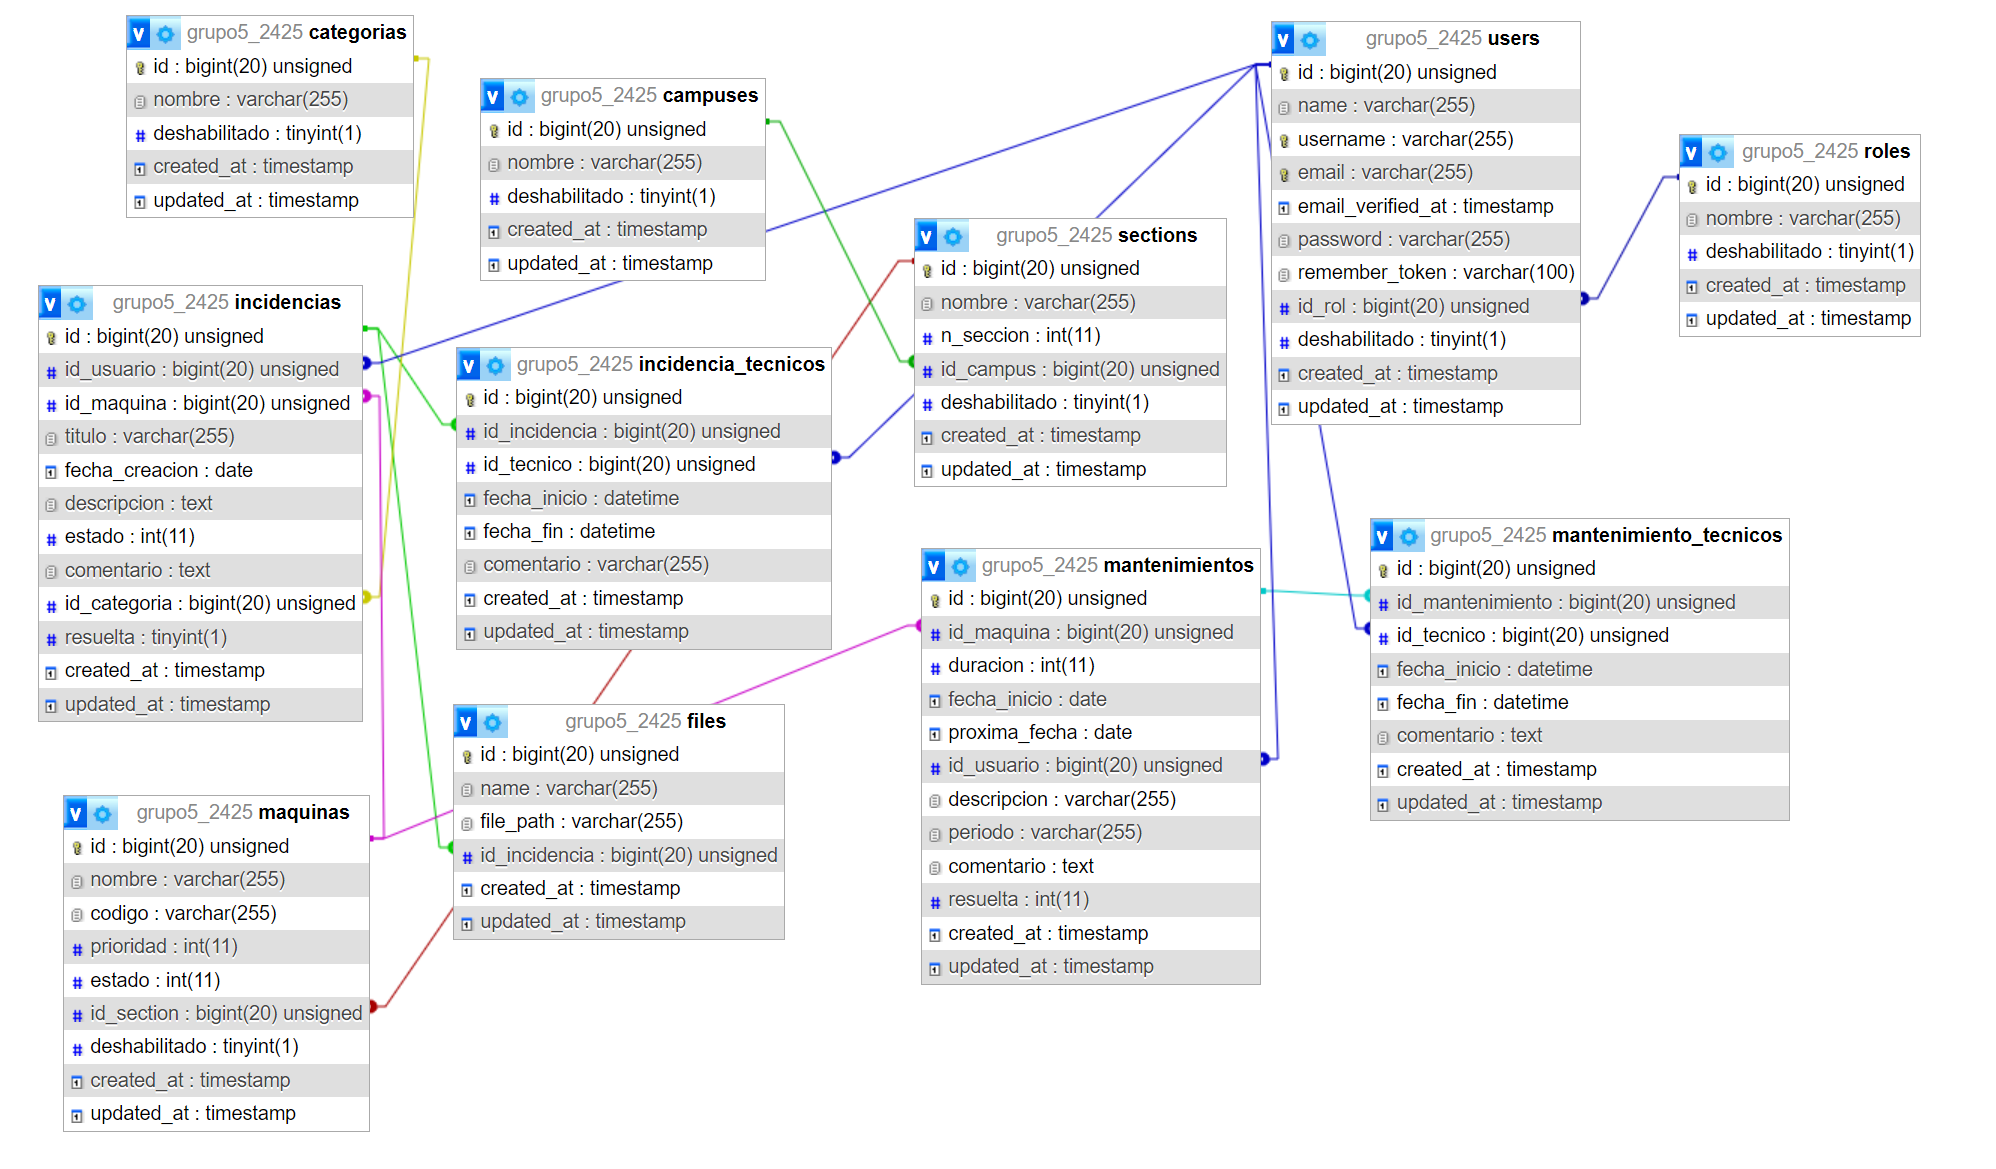 grupo5_2425 categorias
id : bigint(20) unsigned
nombre : varchar(255)
deshabilitado : tinyint(1)
created_at : timestamp
updated_at : timestamp
grupo5_2425 campuses
id : bigint(20) unsigned
nombre : varchar(255)
deshabilitado : tinyint(1)
created_at : timestamp
updated_at : timestamp
grupo5_2425 users
id : bigint(20) unsigned
name : varchar(255)
username : varchar(255)
email : varchar(255)
email_verified_at : timestamp
password : varchar(255)
remember_token : varchar(100)
id_rol : bigint(20) unsigned
deshabilitado : tinyint(1)
created_at : timestamp
updated_at : timestamp
grupo5_2425 roles
id : bigint(20) unsigned
nombre : varchar(255)
deshabilitado : tinyint(1)
created_at : timestamp
updated_at : timestamp
grupo5_2425 sections
id : bigint(20) unsigned
nombre : varchar(255)
n_seccion : int(11)
id_campus : bigint(20) unsigned
deshabilitado : tinyint(1)
created_at : timestamp
updated_at : timestamp
grupo5_2425 incidencias
id : bigint(20) unsigned
id_usuario : bigint(20) unsigned
id_maquina : bigint(20) unsigned
titulo : varchar(255)
fecha_creacion : date
descripcion : text
estado : int(11)
comentario : text
id_categoria : bigint(20) unsigned
resuelta : tinyint(1)
created_at : timestamp
updated_at : timestamp
grupo5_2425 incidencia_tecnicos
id : bigint(20) unsigned
id_incidencia : bigint(20) unsigned
id_tecnico : bigint(20) unsigned
fecha_inicio : datetime
fecha_fin : datetime
comentario : varchar(255)
created_at : timestamp
updated_at : timestamp
grupo5_2425 mantenimientos
id : bigint(20) unsigned
id_maquina : bigint(20) unsigned
duracion : int(11)
fecha_inicio : date
proxima_fecha : date
id_usuario : bigint(20) unsigned
descripcion : varchar(255)
periodo : varchar(255)
comentario : text
resuelta : int(11)
created_at : timestamp
updated_at : timestamp
grupo5_2425 mantenimiento_tecnicos
id : bigint(20) unsigned
id_mantenimiento : bigint(20) unsigned
id_tecnico : bigint(20) unsigned
fecha_inicio : datetime
fecha_fin : datetime
comentario : text
created_at : timestamp
updated_at : timestamp
grupo5_2425 files
id : bigint(20) unsigned
name : varchar(255)
file_path : varchar(255)
id_incidencia : bigint(20) unsigned
created_at : timestamp
updated_at : timestamp
grupo5_2425 maquinas
id : bigint(20) unsigned
nombre : varchar(255)
codigo : varchar(255)
prioridad : int(11)
estado : int(11)
id_section : bigint(20) unsigned
deshabilitado : tinyint(1)
created_at : timestamp
updated_at : timestamp